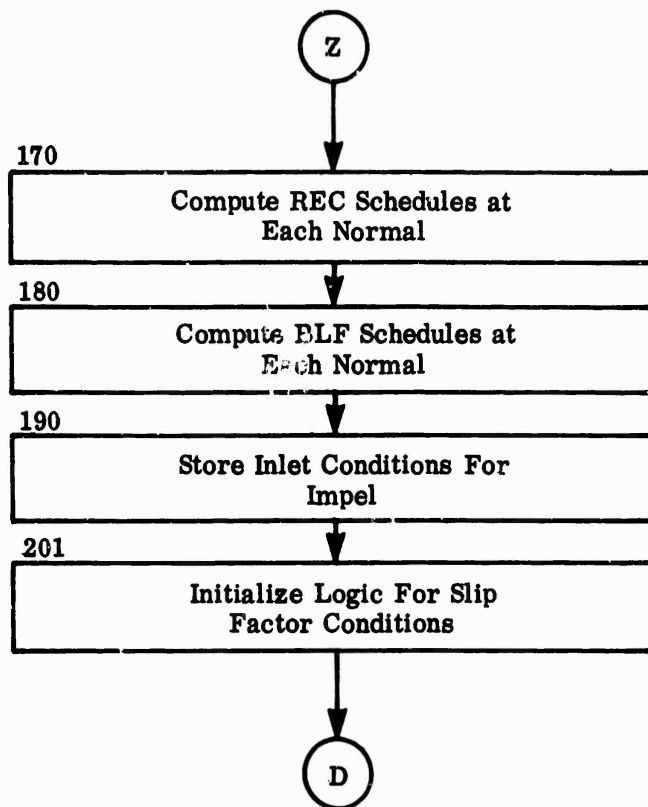 Z
170
Compute REC Schedules at
Each Normal
180
Compute BLF Schedules at
Each Normal
190
Store Inlet Conditions For
Impel
201
Initialize Logic For Slip
Factor Conditions
D